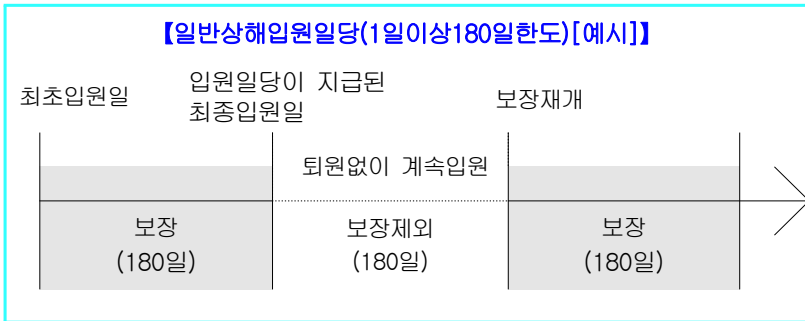 【일반상해입원일당(1일이상180일한도)[예시]】
최초입원일
입원일당이 지급된
최종입원일
보장재개
퇴원없이 계속입원
보장
(180일)
보장제외
(180일)
보장
(180일)